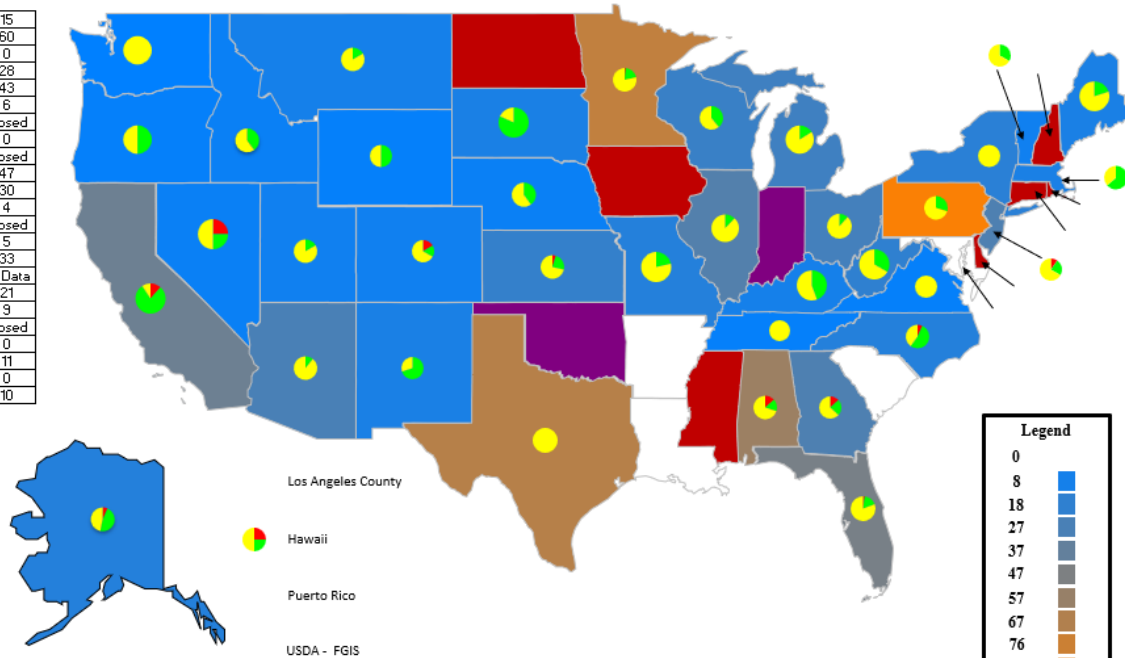 15
60
0
28
43
6
osed
0
osed
47
30
4
osed
5
33
Data
21
9
osed
0
11
0
10
Los Angeles County
Hawaii
Puerto Rico
USDA - FGIS
Legend
0
8
18
27
37
47
57
67
76